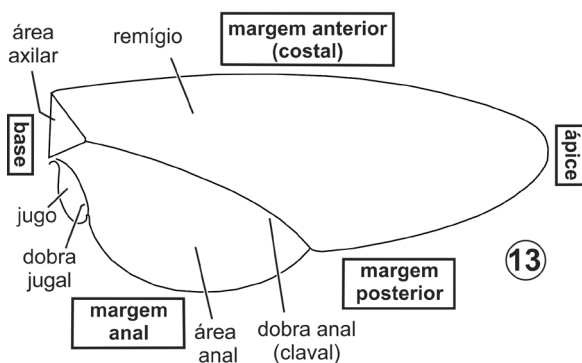 área
axilar
remígio
margem anterior
(costal)
base
ápice
jugo
dobra
jugal
margem
anal
área
anal
dobra anal
(claval)
margem
posterior
13